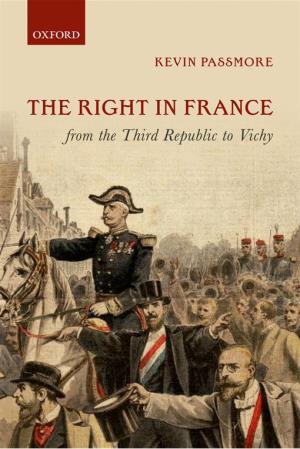 OXFORD
KEVIN PASSMORE
THE RIGHT IN FRANCE
from the Third Republic to Vichy